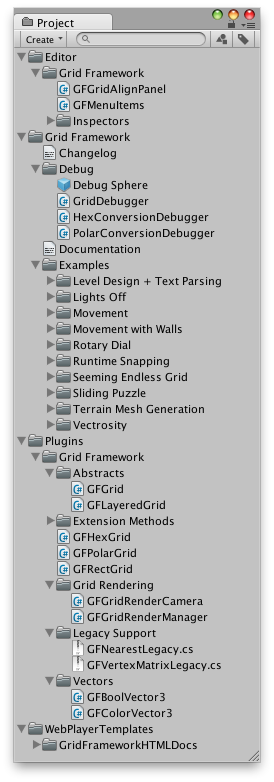 Project
Create
Editor
Grid Framework
GFGridAlignPanel
GFMenuItems
Inspectors
Grid Framework
Changelog
Debug
Debug Sphere
GridDebugger
HexConversionDebugger
PolarConversionDebugger
Documentation
Examples
Level Design + Text Parsing
Lights Off
Movement
Movement with Walls
Rotary Dial
Runtime Snapping
Seeming Endless Grid
Sliding Puzzle
Terrain Mesh Generation
Vectrosity
Plugins
Grid Framework
Abstracts
GFGrid
GFLayeredGrid
Extension Methods
GFHexGrid
GFPolarGrid
GFRectGrid
Grid Rendering
GFGridRenderCamera
GFGridRenderManager
Legacy Support
GFNearestLegacy.cs
GFVertexMatrixLegacy.cs
Vectors
GFBoolVector3
GFColorVector3
WebPlayerTemplates
GridFrameworkHTMLDocs